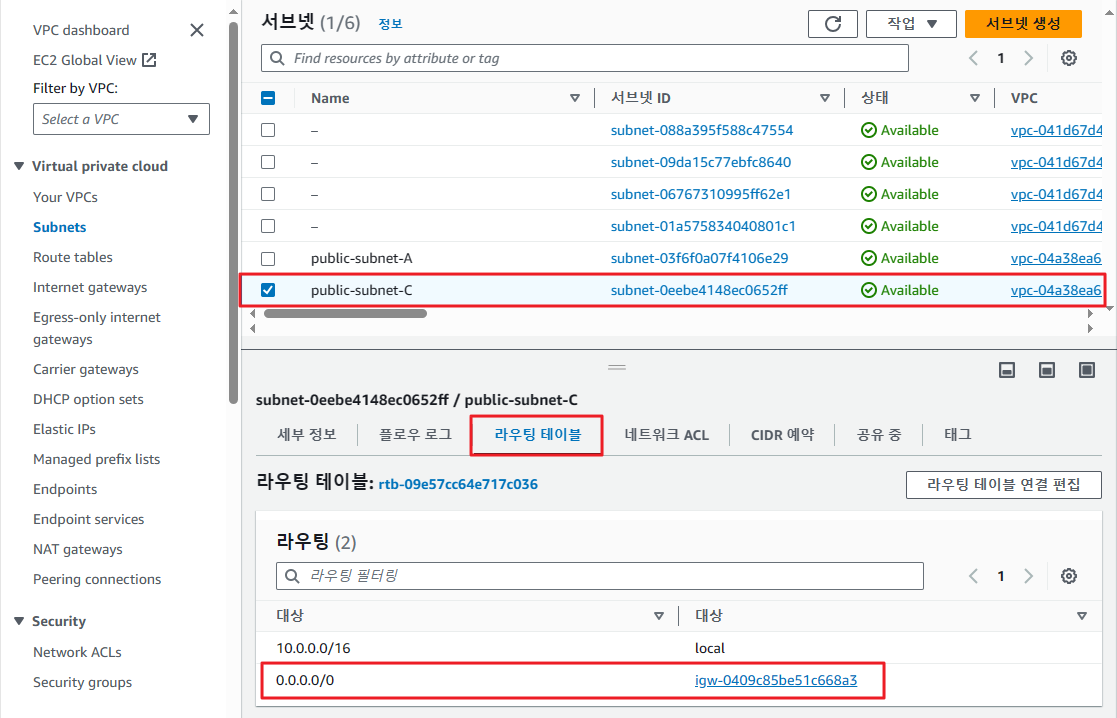 VPC dashboard
EC2 Global View
Filter by VPC:
Select a VPC
Virtual private cloud
Your VPCs
Subnets
Route tables
Internet gateways
Egress-only internet
gateways
Carrier gateways
DHCP option sets
Elastic IPs
Managed prefix lists
Endpoints
Endpoint services
NAT gateways
Peering connections
Security
Network ACLs
Security groups
서브넷 (1/6) 정보 작업 서브넷 생성
Find resources by attribute or tag 1
Name 서브넷 ID 상태 VPC
– subnet-088a395f588c47554 Available vpc-041d67d4
– subnet-09da15c77ebfc8640 Available vpc-041d67d4
– subnet-06767310995ff62e1 Available vpc-041d67d4
– subnet-01a575834040801c1 Available vpc-041d67d4
public-subnet-A subnet-03f6f0a07f4106e29 Available vpc-04a38ea6
public-subnet-C subnet-0eebe4148ec0652ff Available vpc-04a38ea6
subnet-0eebe4148ec0652ff / public-subnet-C
세부 정보 플로우 로그 라우팅 테이블 네트워크 ACL CIDR 예약 공유 중 태그
라우팅 테이블: rtb-09e57cc64e717c036 라우팅 테이블 연결 편집
라우팅 (2)
라우팅 필터링 1
대상 대상
10.0.0.0/16 local
0.0.0.0/0 igw-0409c85be51c668a3